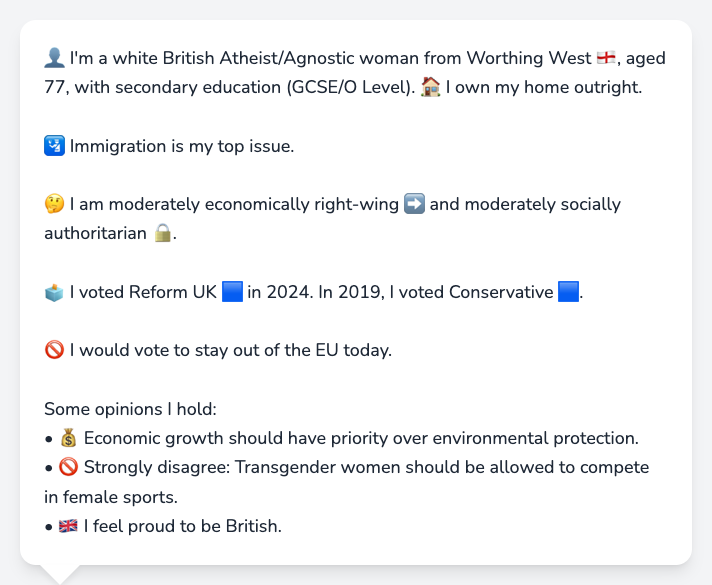 👤 I'm a white British Atheist/Agnostic woman from Worthing West 🏴󠁧󠁢󠁥󠁮󠁧󠁿, aged
77, with secondary education (GCSE/O Level). 🏠 I own my home outright.
🛂 Immigration is my top issue.
🤔 I am moderately economically right-wing ➡️ and moderately socially
authoritarian 🔒.
🗳️ I voted Reform UK 🟦 in 2024. In 2019, I voted Conservative 🟦.
🚫 I would vote to stay out of the EU today.
Some opinions I hold:
• 💰 Economic growth should have priority over environmental protection.
• 🚫 Strongly disagree: Transgender women should be allowed to compete
in female sports.
• 🇬🇧 I feel proud to be British.